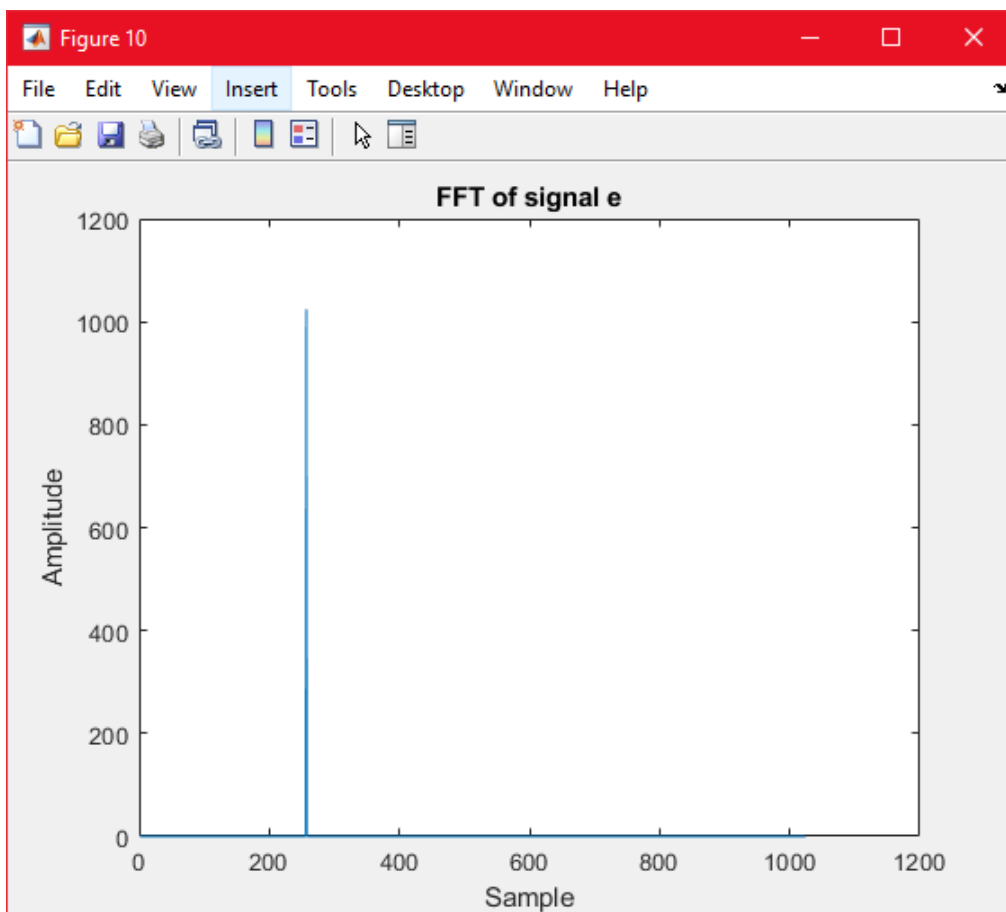 Figure 10
File Edit View Insert Tools Desktop Window Help
FFT of signal e
1200
1000
800
600
400
200
0
Amplitude
0 200 400 600 800 1000 1200
Sample